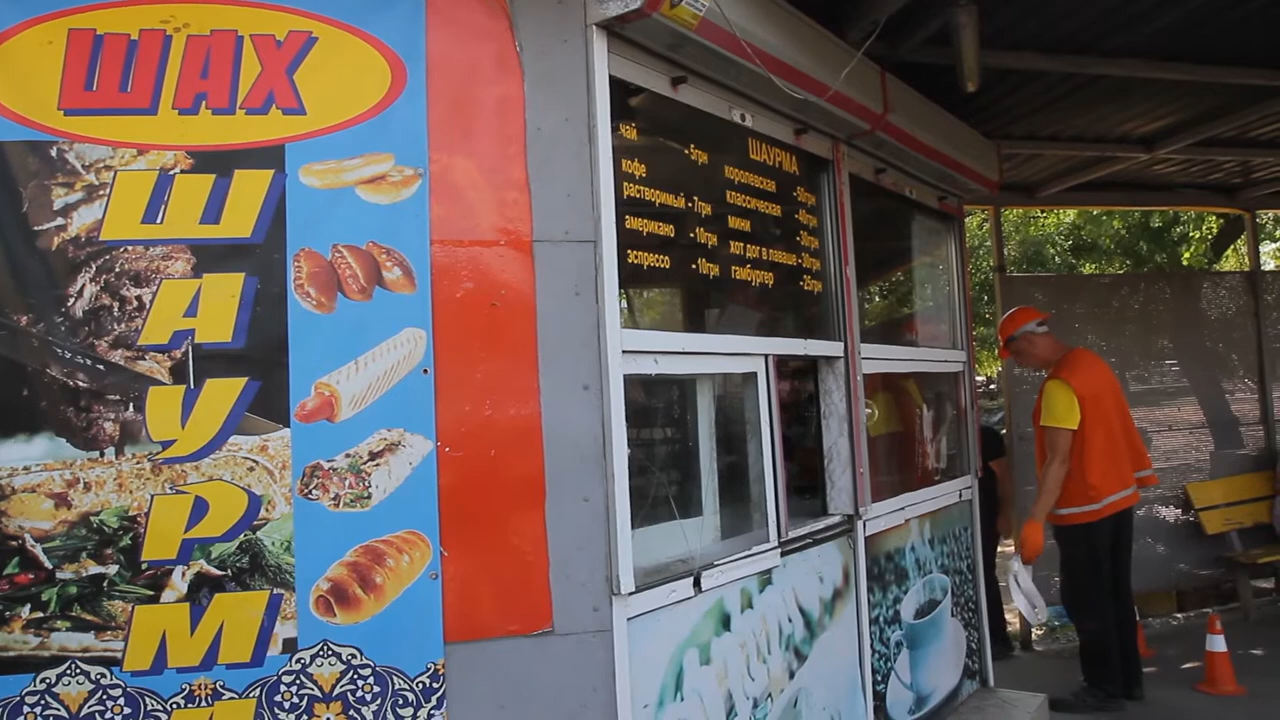 ШАХ
ШАУРМ
чай -5грн
кофе
растворимый -7грн
американо -10грн
эспрессо -10грн
ШАУРМА
королевская -50грн
классическая -40грн
мини -30грн
хот дог в лаваше -30грн
гамбургер -25грн